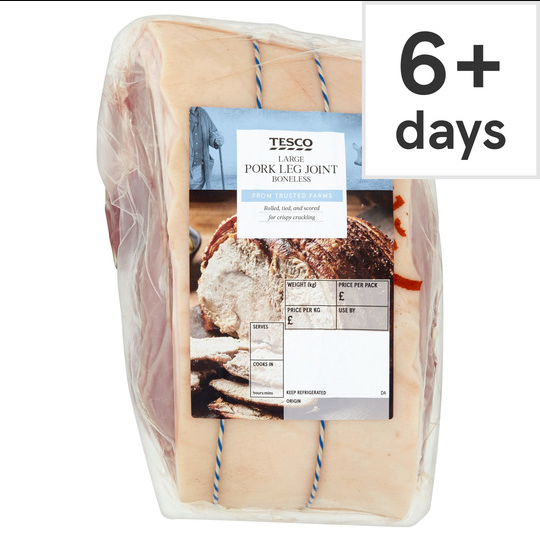 6+
days
TESCO
LARGE
PORK LEG JOINT
BONELESS
FROM TRUSTED FARMS
Rolled, tied, and scored
for crispy crackling
WEIGHT (kg)
PRICE PER PACK
£
PRICE PER KG
£
USE BY
SERVES
COOKS IN
hours:mins
KEEP REFRIGERATED
DA
ORIGIN